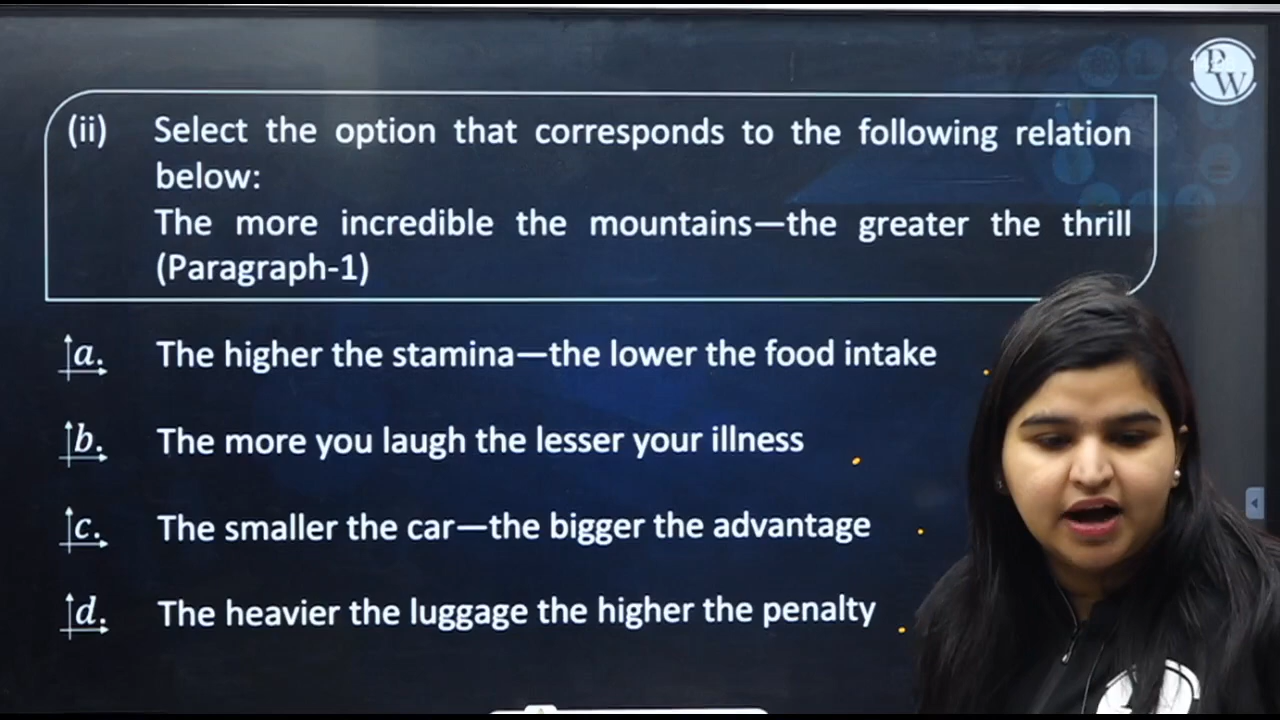 PW
(ii) Select the option that corresponds to the following relation
below:
The more incredible the mountains—the greater the thrill
(Paragraph-1)
a. The higher the stamina—the lower the food intake
b. The more you laugh the lesser your illness
c. The smaller the car—the bigger the advantage
d. The heavier the luggage the higher the penalty